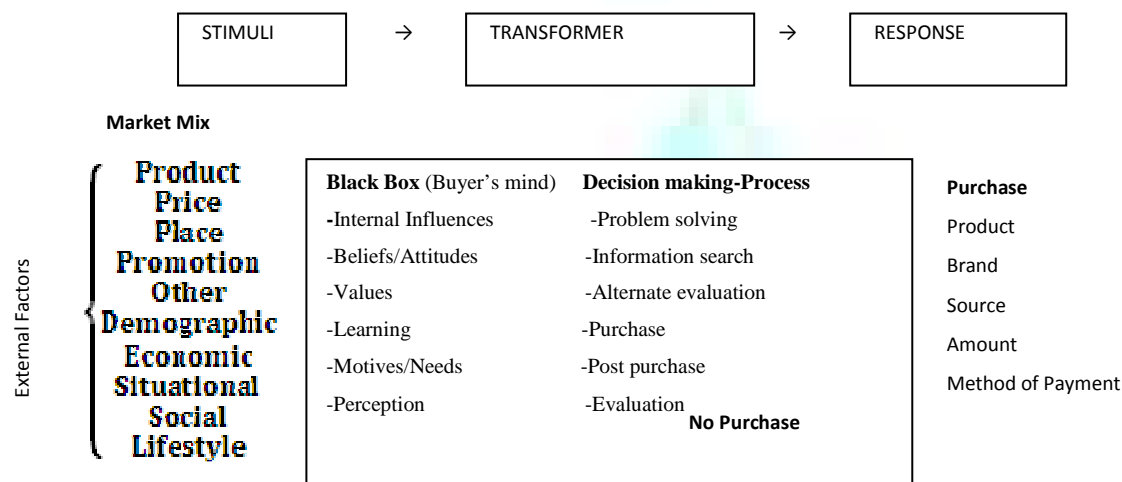 STIMULI → TRANSFORMER → RESPONSE
Market Mix
External Factors
Product
Price
Place
Promotion
Other
Demographic
Economic
Situational
Social
Lifestyle
Black Box (Buyer's mind)
-Internal Influences
-Beliefs/Attitudes
-Values
-Learning
-Motives/Needs
-Perception
Decision making-Process
-Problem solving
-Information search
-Alternate evaluation
-Purchase
-Post purchase
-Evaluation
No Purchase
Purchase
Product
Brand
Source
Amount
Method of Payment